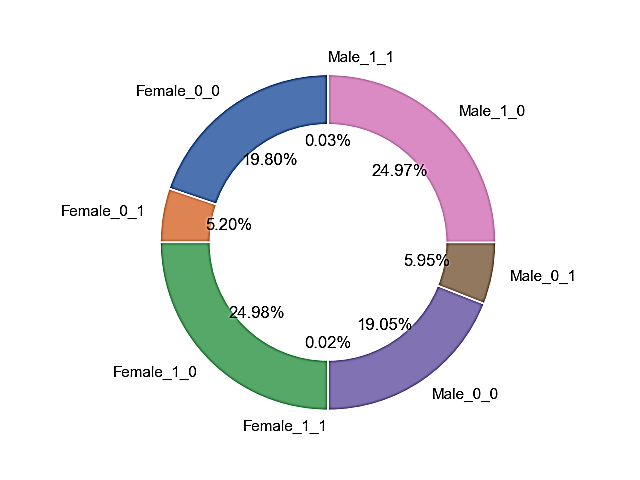 Male_1_1
Female_0_0
Male_1_0
0.03%
19.80%
24.97%
Female_0_1
5.20%
5.95%
Male_0_1
24.98%
19.05%
0.02%
Female_1_0
Male_0_0
Female_1_1